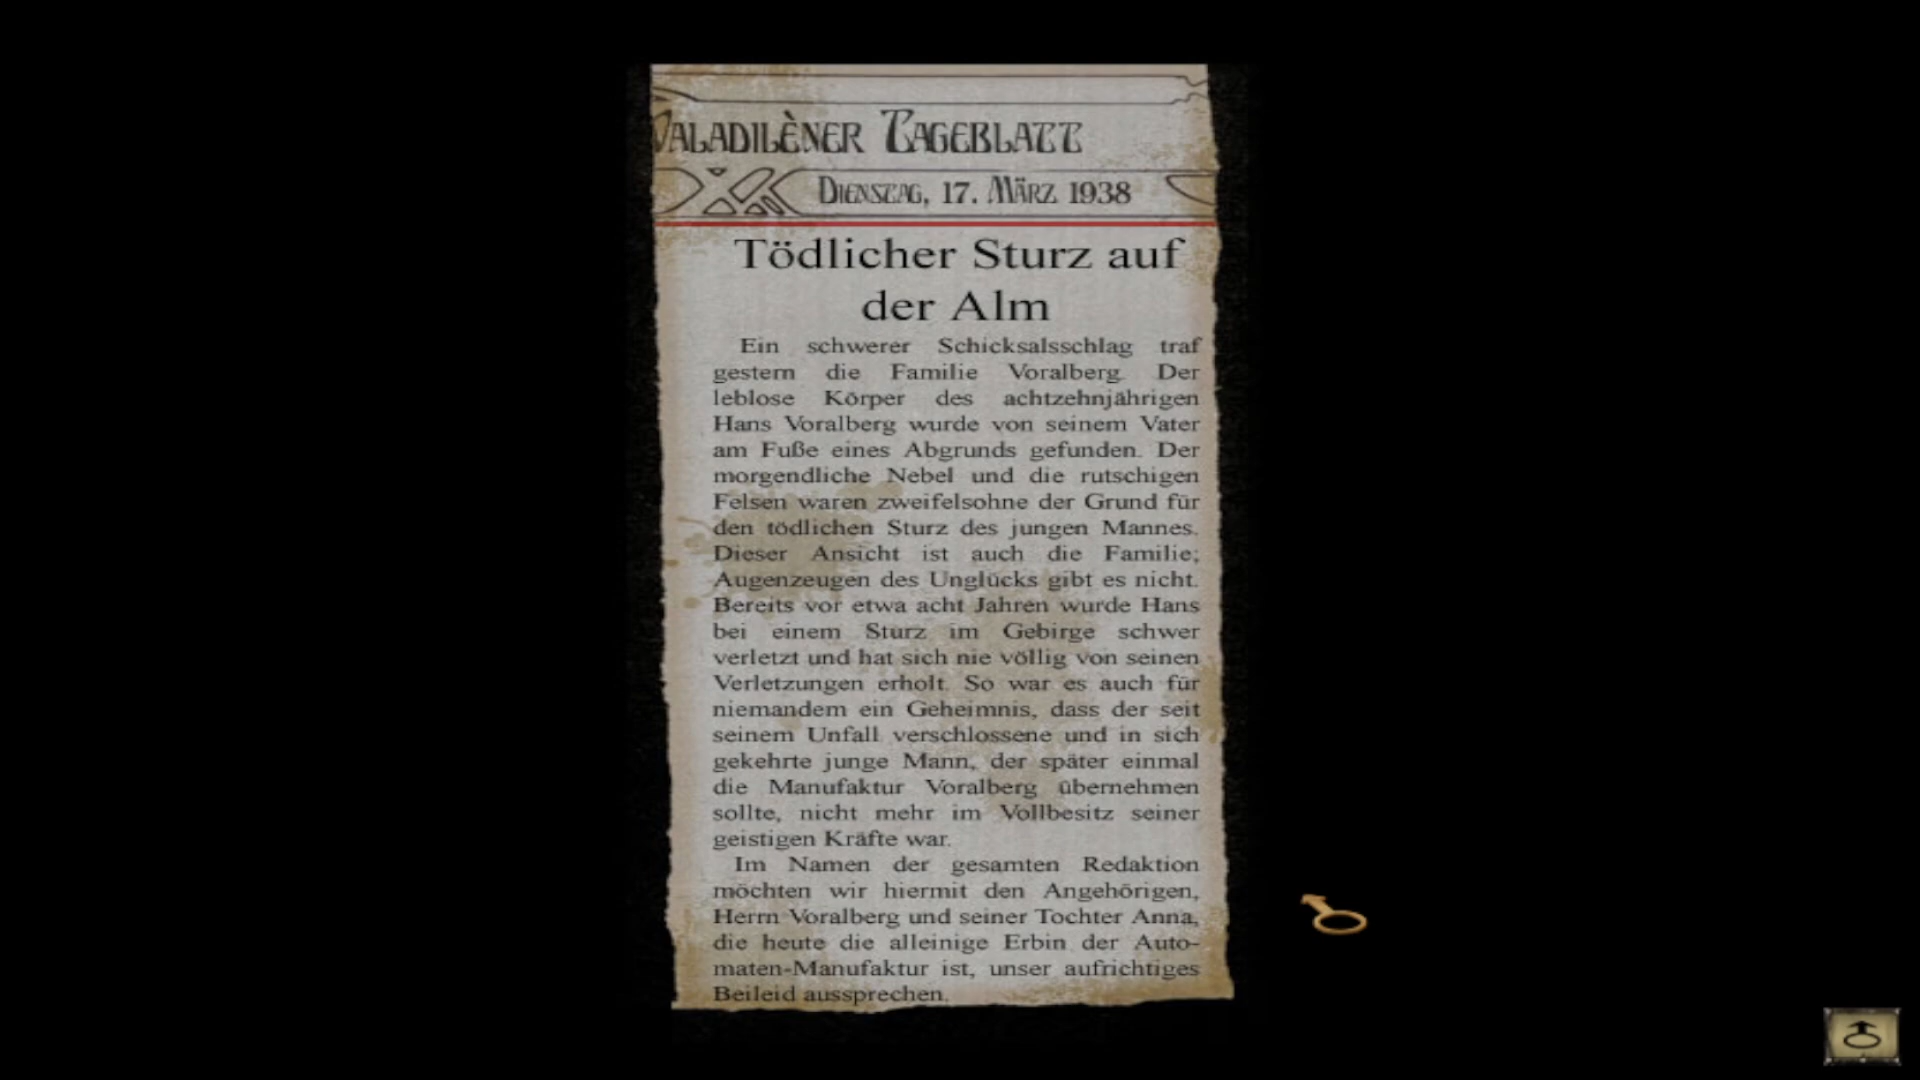 Valadilèner Tageblatt
Dienstag, 17. März 1938
Tödlicher Sturz auf
der Alm
Ein schwerer Schicksalsschlag traf
gestern die Familie Voralberg. Der
leblose Körper des achtzehnjährigen
Hans Voralberg wurde von seinem Vater
am Fuße eines Abgrunds gefunden. Der
morgendliche Nebel und die rutschigen
Felsen waren zweifelsohne der Grund für
den tödlichen Sturz des jungen Mannes.
Dieser Ansicht ist auch die Familie;
Augenzeugen des Unglücks gibt es nicht.
Bereits vor etwa acht Jahren wurde Hans
bei einem Sturz im Gebirge schwer
verletzt und hat sich nie völlig von seinen
Verletzungen erholt. So war es auch für
niemandem ein Geheimnis, dass der seit
seinem Unfall verschlossene und in sich
gekehrte junge Mann, der später einmal
die Manufaktur Voralberg übernehmen
sollte, nicht mehr im Vollbesitz seiner
geistigen Kräfte war.
Im Namen der gesamten Redaktion
möchten wir hiermit den Angehörigen,
Herrn Voralberg und seiner Tochter Anna,
die heute die alleinige Erbin der Auto-
maten-Manufaktur ist, unser aufrichtiges
Beileid aussprechen.